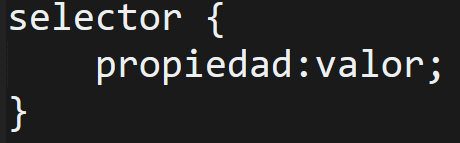 selector {
    propiedad:valor;
}